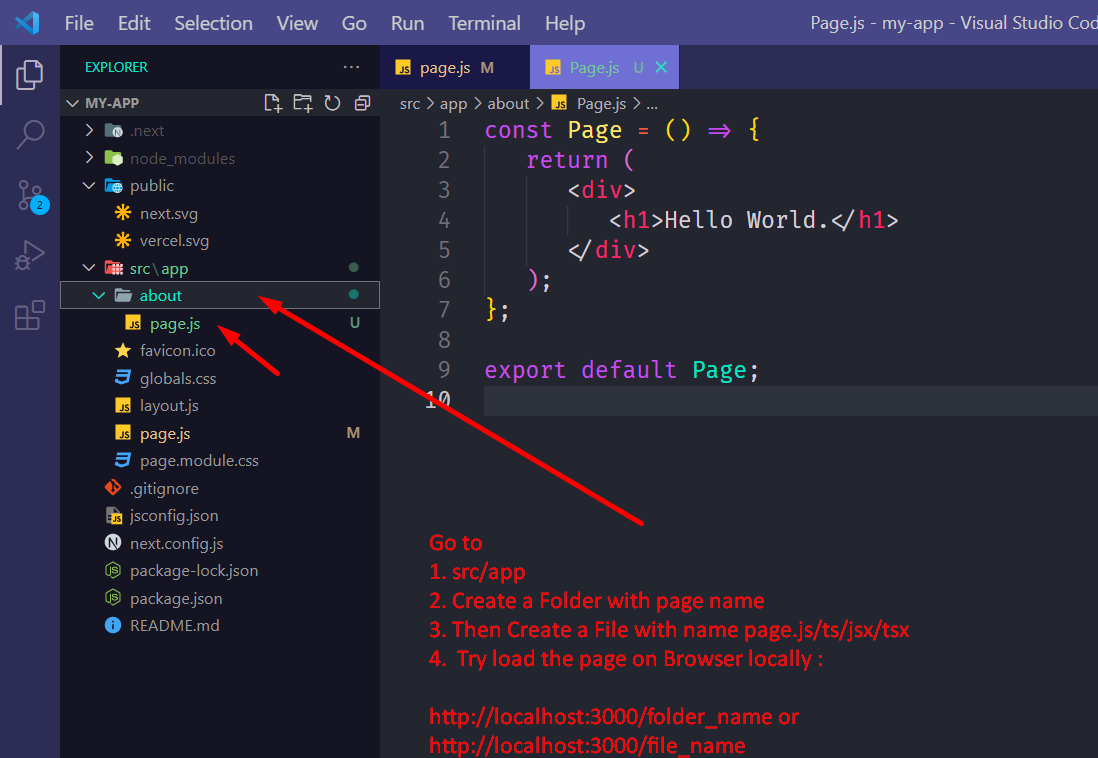 File Edit Selection View Go Run Terminal Help Page.js - my-app - Visual Studio Cod
EXPLORER ...
page.js M
Page.js U
MY-APP
src > app > about > JS Page.js > ...
.next
node_modules
public
next.svg
vercel.svg
src\app
about
JS page.js U
favicon.ico
globals.css
JS layout.js
JS page.js M
page.module.css
.gitignore
jsconfig.json
next.config.js
package-lock.json
package.json
README.md
2
1 const Page = () => {
2 return (
3 <div>
4 <h1>Hello World.</h1>
5 </div>
6 );
7 };
8
9 export default Page;
10
Go to
1. src/app
2. Create a Folder with page name
3. Then Create a File with name page.js/ts/jsx/tsx
4. Try load the page on Browser locally :
http://localhost:3000/folder_name or
http://localhost:3000/file_name